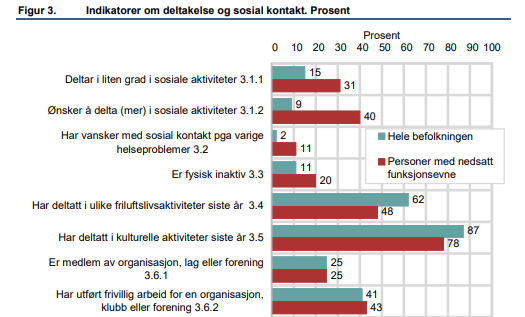 Figur 3. Indikatorer om deltakelse og sosial kontakt. Prosent
Prosent
0 10 20 30 40 50 60 70 80 90 100
Deltar i liten grad i sosiale aktiviteter 3.1.1
15
31
Ønsker å delta (mer) i sosiale aktiviteter 3.1.2
9
40
Har vansker med sosial kontakt pga varige
helseproblemer 3.2
2
11
Hele befolkningen
Personer med nedsatt
funksjonsevne
Er fysisk inaktiv 3.3
11
20
Har deltatt i ulike friluftslivsaktiviteter siste år 3.4
62
48
Har deltatt i kulturelle aktiviteter siste år 3.5
87
78
Er medlem av organisasjon, lag eller forening
3.6.1
25
25
Har utført frivillig arbeid for en organisasjon,
klubb eller forening 3.6.2
41
43